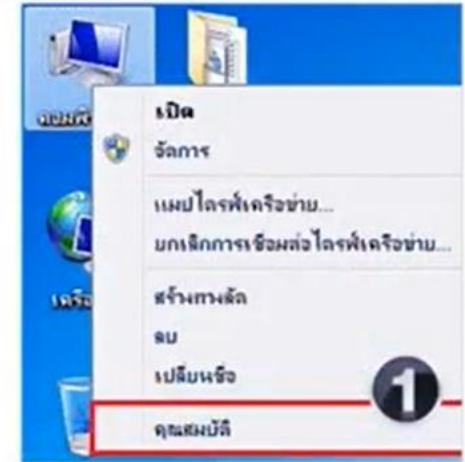 เปิด
จัดการ
แมปไดรฟ์เครือข่าย...
ยกเลิกการเชื่อมต่อไดรฟ์เครือข่าย...
สร้างทางลัด
ลบ
เปลี่ยนชื่อ
1
คุณสมบัติ